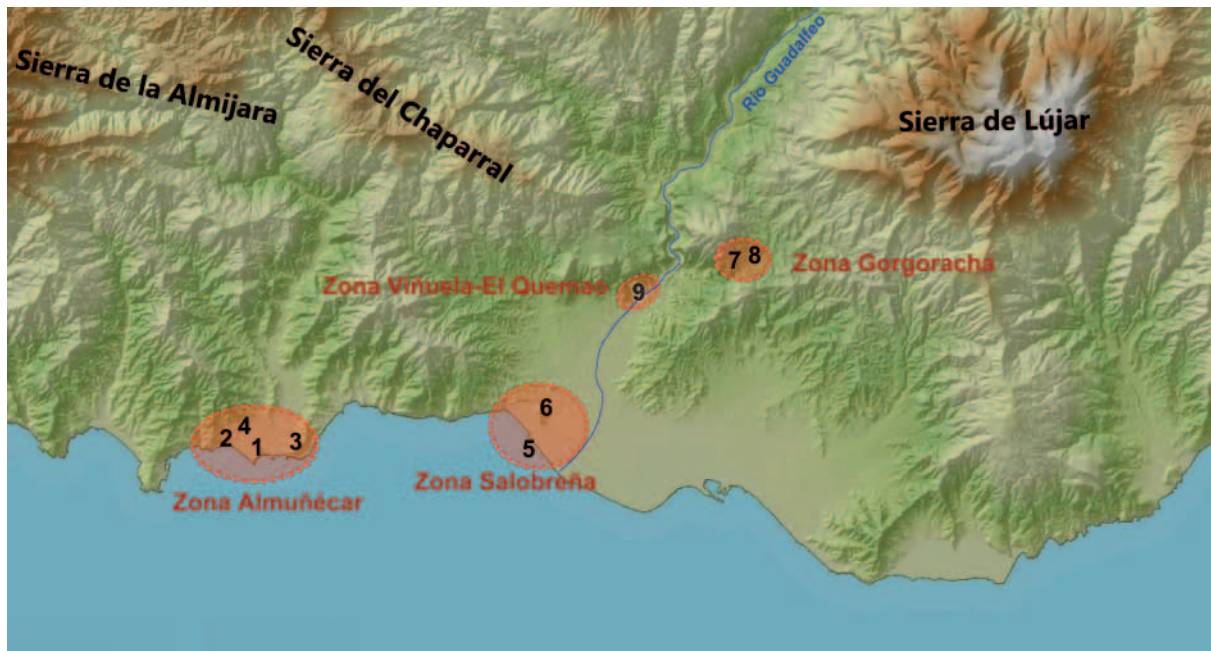 Sierra de la Almijara
Sierra del Chaparral
Río Guadalfeo
Sierra de Lújar
7 8
Zona Gorgoracha
Zona Viñuela-El Quemao
9
4
2 1 3
Zona Almuñécar
6
5
Zona Salobreña